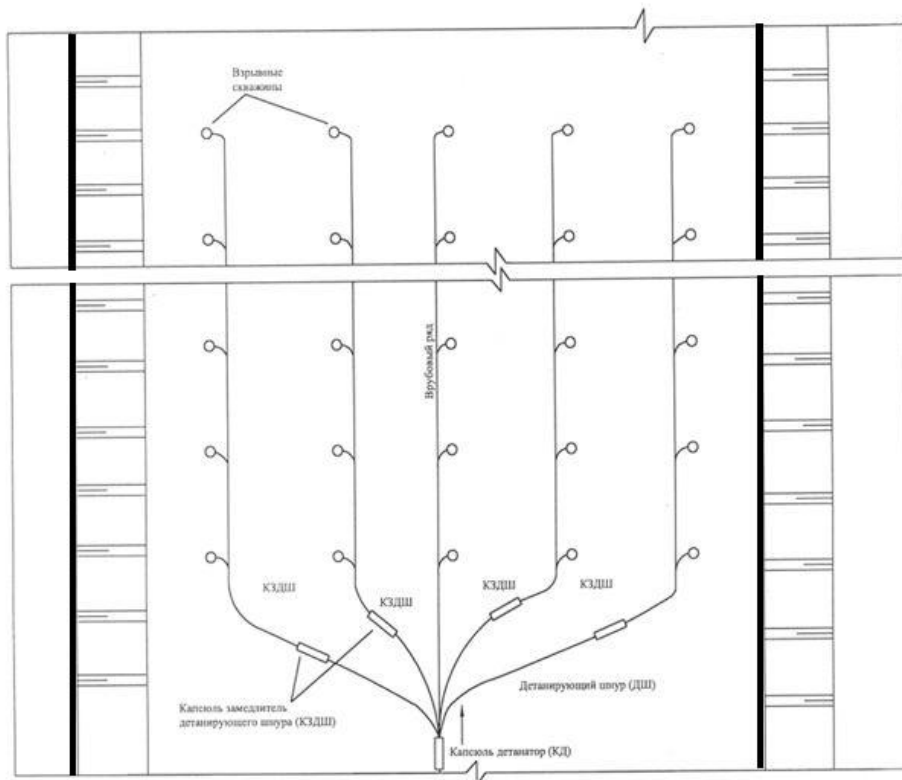 Взрывные
скважины
Врубовый ряд
КЗДШ
КЗДШ
КЗДШ
КЗДШ
Детанирующий шнур (ДШ)
Капсюль замедлитель
детанирующего шнура (КЗДШ)
Капсюль детанатор (КД)